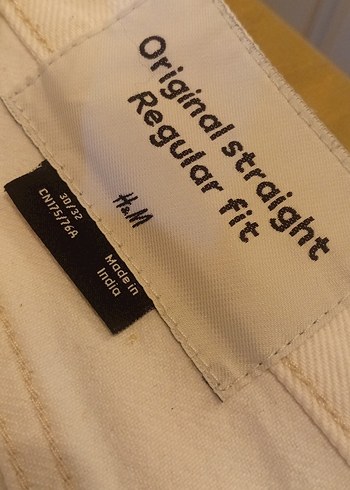 Original straight
Regular fit
H&M
30/32
CN175/76A
Made in
India